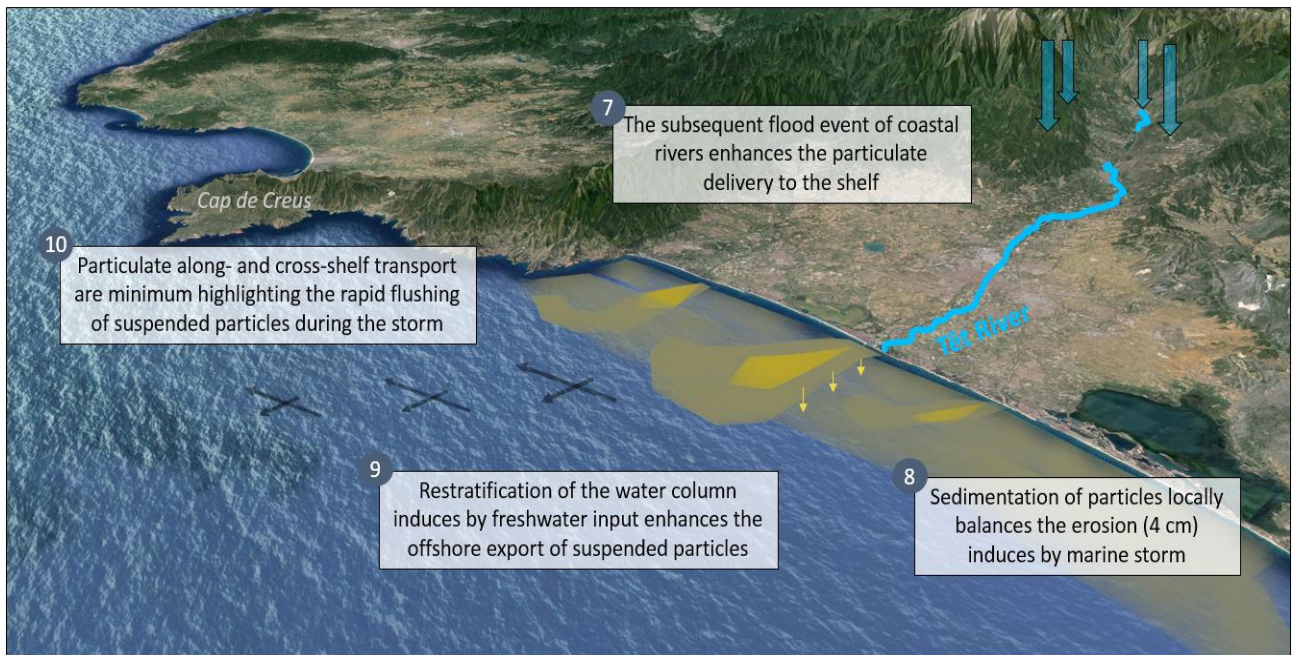 7
The subsequent flood event of coastal
rivers enhances the particulate
delivery to the shelf
Cap de Creus
10
Particulate along- and cross-shelf transport
are minimum highlighting the rapid flushing
of suspended particles during the storm
Têt River
9
Restratification of the water column
induces by freshwater input enhances the
offshore export of suspended particles
8
Sedimentation of particles locally
balances the erosion (4 cm)
induces by marine storm